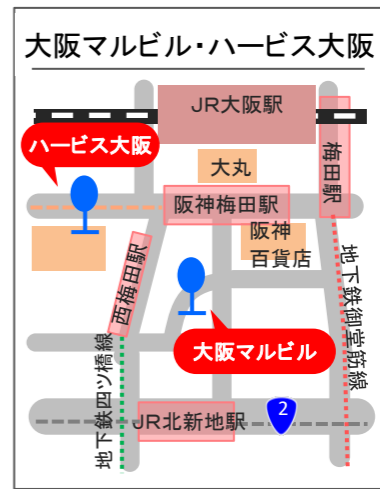 大阪マルビル・ハービス大阪
JR大阪駅
ハービス大阪
大丸
梅田駅
阪神梅田駅
阪神
百貨店
西梅田駅
地下鉄御堂筋線
大阪マルビル
地下鉄四ツ橋線
JR北新地駅
2